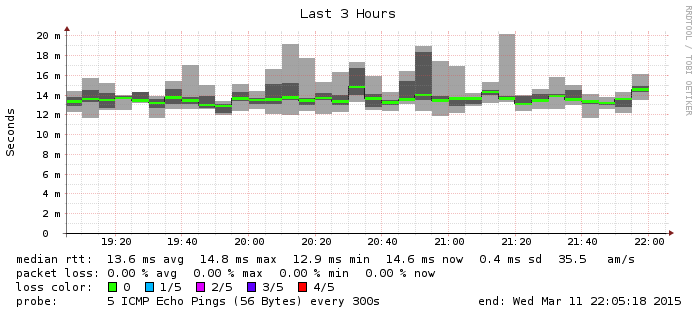 Last 3 Hours
RRDTOOL / TOBI OETIKER
Seconds
20 m
18 m
16 m
14 m
12 m
10 m
8 m
6 m
4 m
2 m
0
19:20 19:40 20:00 20:20 20:40 21:00 21:20 21:40 22:00
median rtt: 13.6 ms avg 14.8 ms max 12.9 ms min 14.6 ms now 0.4 ms sd 35.5 am/s
packet loss: 0.00 % avg 0.00 % max 0.00 % min 0.00 % now
loss color: 0 1/5 2/5 3/5 4/5
probe: 5 ICMP Echo Pings (56 Bytes) every 300s end: Wed Mar 11 22:05:18 2015